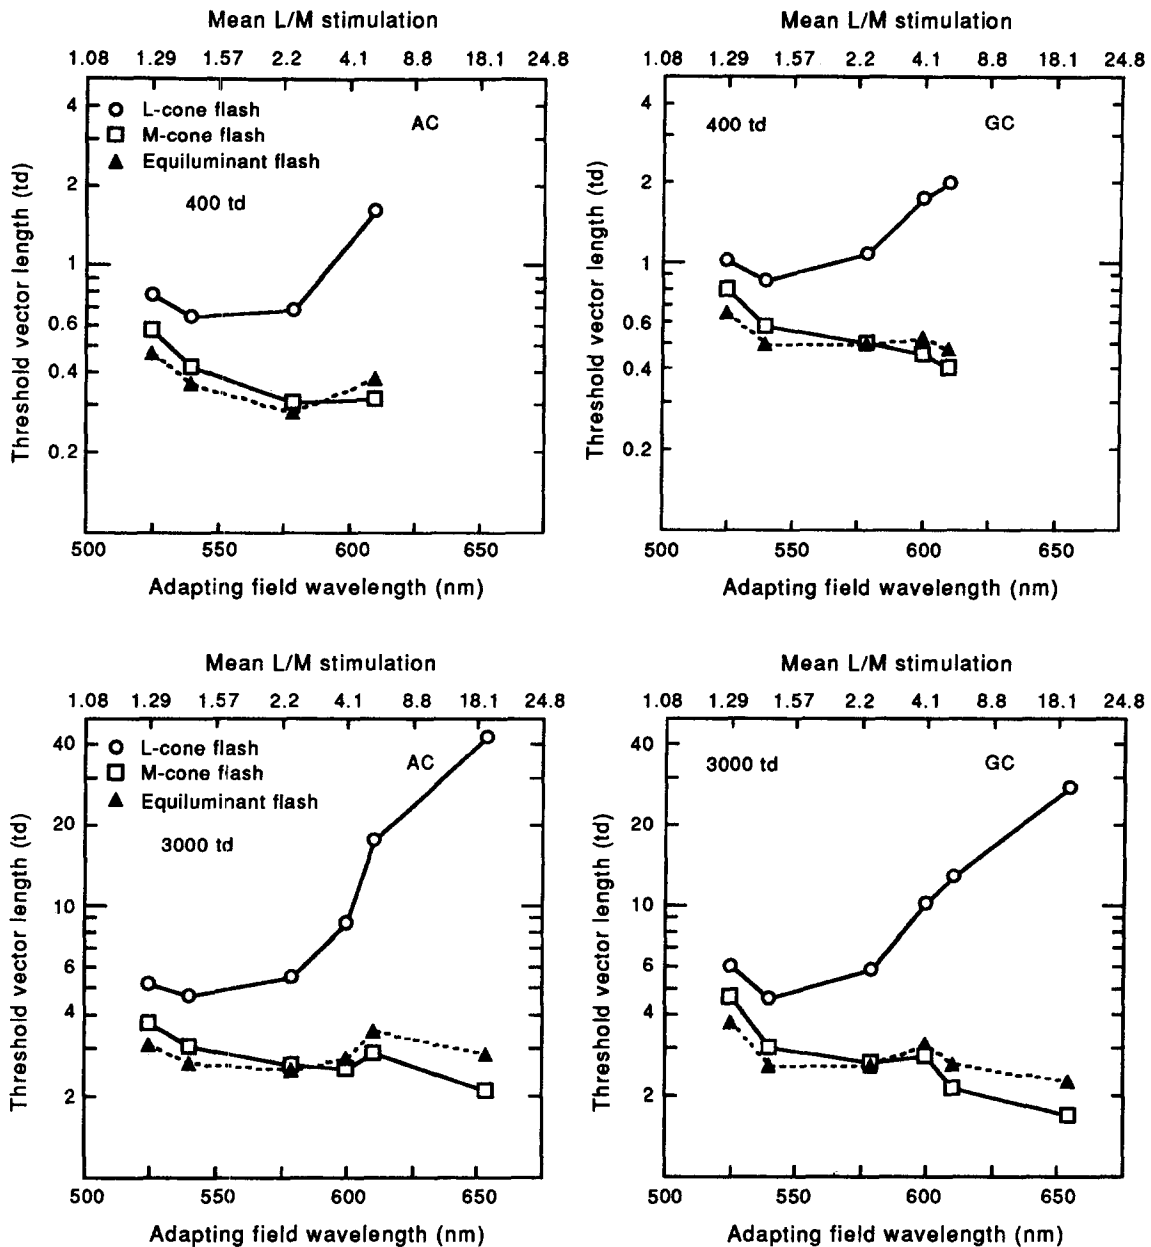 Mean L/M stimulation
1.08 1.29 1.57 2.2 4.1 8.8 18.1 24.8
L-cone flash
M-cone flash
Equiluminant flash
AC
400 td
4
2
1
0.6
0.4
0.2
Threshold vector length (td)
500 550 600 650
Adapting field wavelength (nm)
Mean L/M stimulation
1.08 1.29 1.57 2.2 4.1 8.8 18.1 24.8
400 td
GC
4
2
1
0.6
0.4
0.2
Threshold vector length (td)
500 550 600 650
Adapting field wavelength (nm)
Mean L/M stimulation
1.08 1.29 1.57 2.2 4.1 8.8 18.1 24.8
L-cone flash
M-cone flash
Equiluminant flash
AC
3000 td
40
20
10
6
4
2
Threshold vector length (td)
500 550 600 650
Adapting field wavelength (nm)
Mean L/M stimulation
1.08 1.29 1.57 2.2 4.1 8.8 18.1 24.8
3000 td
GC
40
20
10
6
4
2
Threshold vector length (td)
500 550 600 650
Adapting field wavelength (nm)